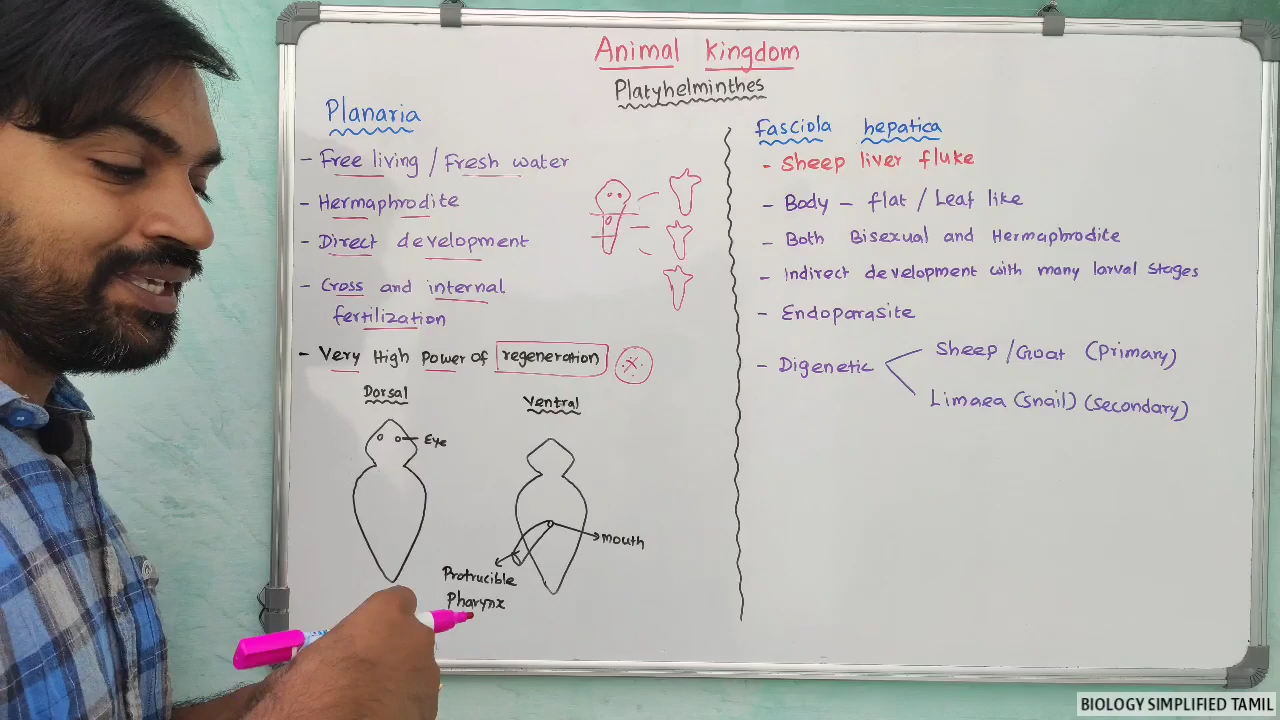 Animal Kingdom
Platyhelminthes
Planaria
- Free living / Fresh water
- Hermaphrodite
- Direct development
- Cross and internal
fertilization
- Very High Power of regeneration
Dorsal
Eye
Ventral
mouth
Protrucible
Pharynx
Fasciola hepatica
- Sheep liver fluke
- Body - flat / Leaf like
- Both Bisexual and Hermaphrodite
- Indirect development with many larval stages
- Endoparasite
- Digenetic
Sheep / Goat (Primary)
Limaea (snail) (secondary)
BIOLOGY SIMPLIFIED TAMIL